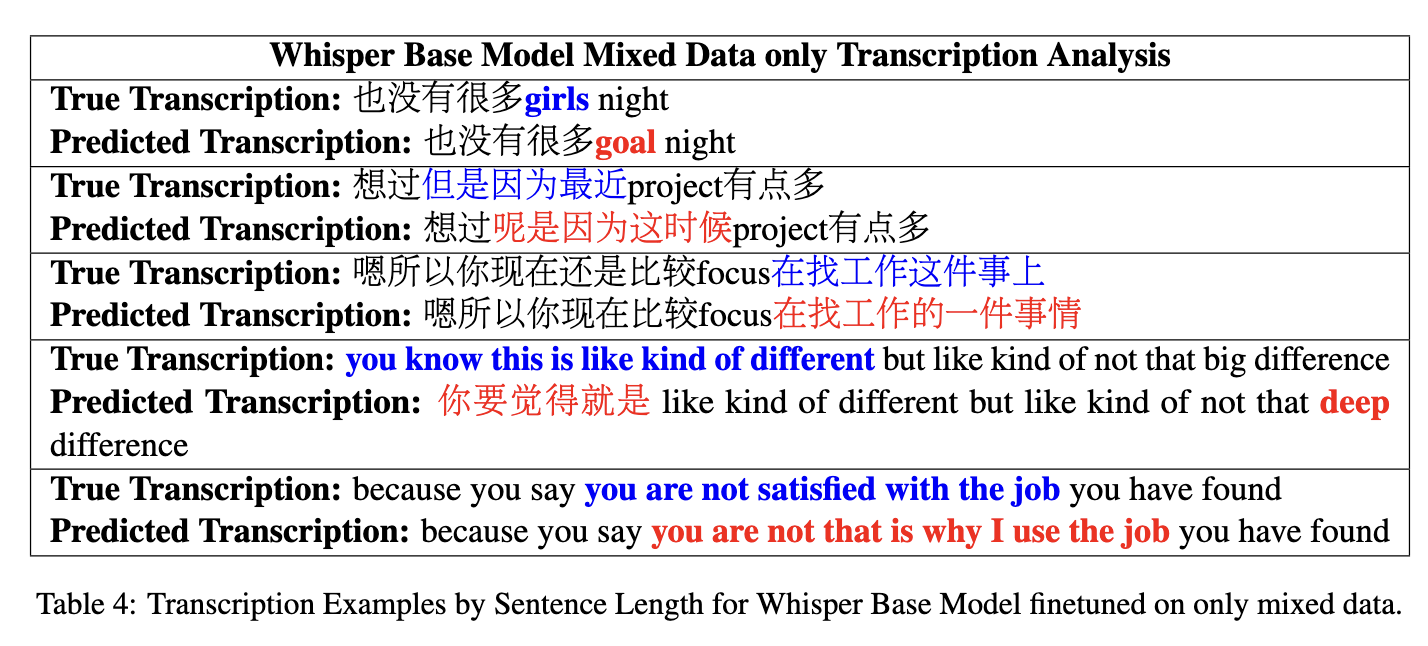 Whisper Base Model Mixed Data only Transcription Analysis
True Transcription: 也没有很多girls night
Predicted Transcription: 也没有很多goal night
True Transcription: 想过但是因为最近project有点多
Predicted Transcription: 想过呢是因为这时候project有点多
True Transcription: 嗯所以你现在还是比较focus在找工作这件事上
Predicted Transcription: 嗯所以你现在比较focus在找工作的一件事情
True Transcription: you know this is like kind of different but like kind of not that big difference
Predicted Transcription: 你要觉得就是 like kind of different but like kind of not that deep
difference
True Transcription: because you say you are not satisfied with the job you have found
Predicted Transcription: because you say you are not that is why I use the job you have found
Table 4: Transcription Examples by Sentence Length for Whisper Base Model finetuned on only mixed data.